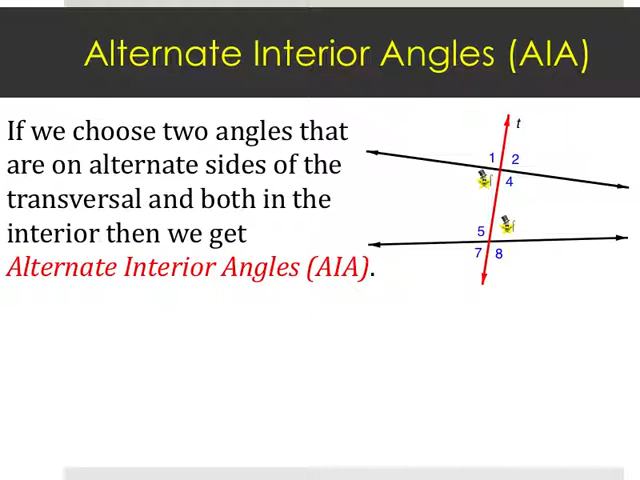 Alternate Interior Angles (AIA)
If we choose two angles that
are on alternate sides of the
transversal and both in the
interior then we get
Alternate Interior Angles (AIA).
t
1 2
4
5
7 8